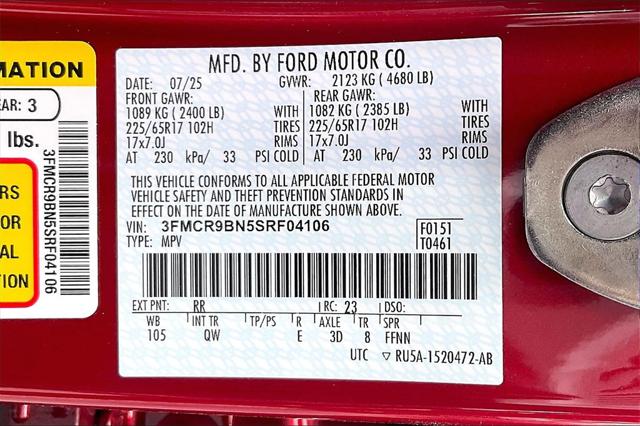 MATION
EAR: 3
lbs.
RS
OR
AL
TION
3FMCR9BN5SRF04106
MFD. BY FORD MOTOR CO.
DATE: 07/25 GVWR: 2123 KG ( 4680 LB)
FRONT GAWR: REAR GAWR:
1089 KG ( 2400 LB) WITH 1082 KG ( 2385 LB) WITH
225/65R17 102H TIRES 225/65R17 102H TIRES
17x7.0J RIMS 17x7.0J RIMS
AT 230 kPa/ 33 PSI COLD AT 230 kPa/ 33 PSI COLD
THIS VEHICLE CONFORMS TO ALL APPLICABLE FEDERAL MOTOR
VEHICLE SAFETY AND THEFT PREVENTION STANDARDS IN
EFFECT ON THE DATE OF MANUFACTURE SHOWN ABOVE.
VIN: 3FMCR9BN5SRF04106 F0151
TYPE: MPV T0461
EXT PNT: RR RC: 23 DSO:
WB INT TR TP/PS R AXLE TR SPR
105 QW E 3D 8 FFNN
UTC ▽ RU5A-1520472-AB